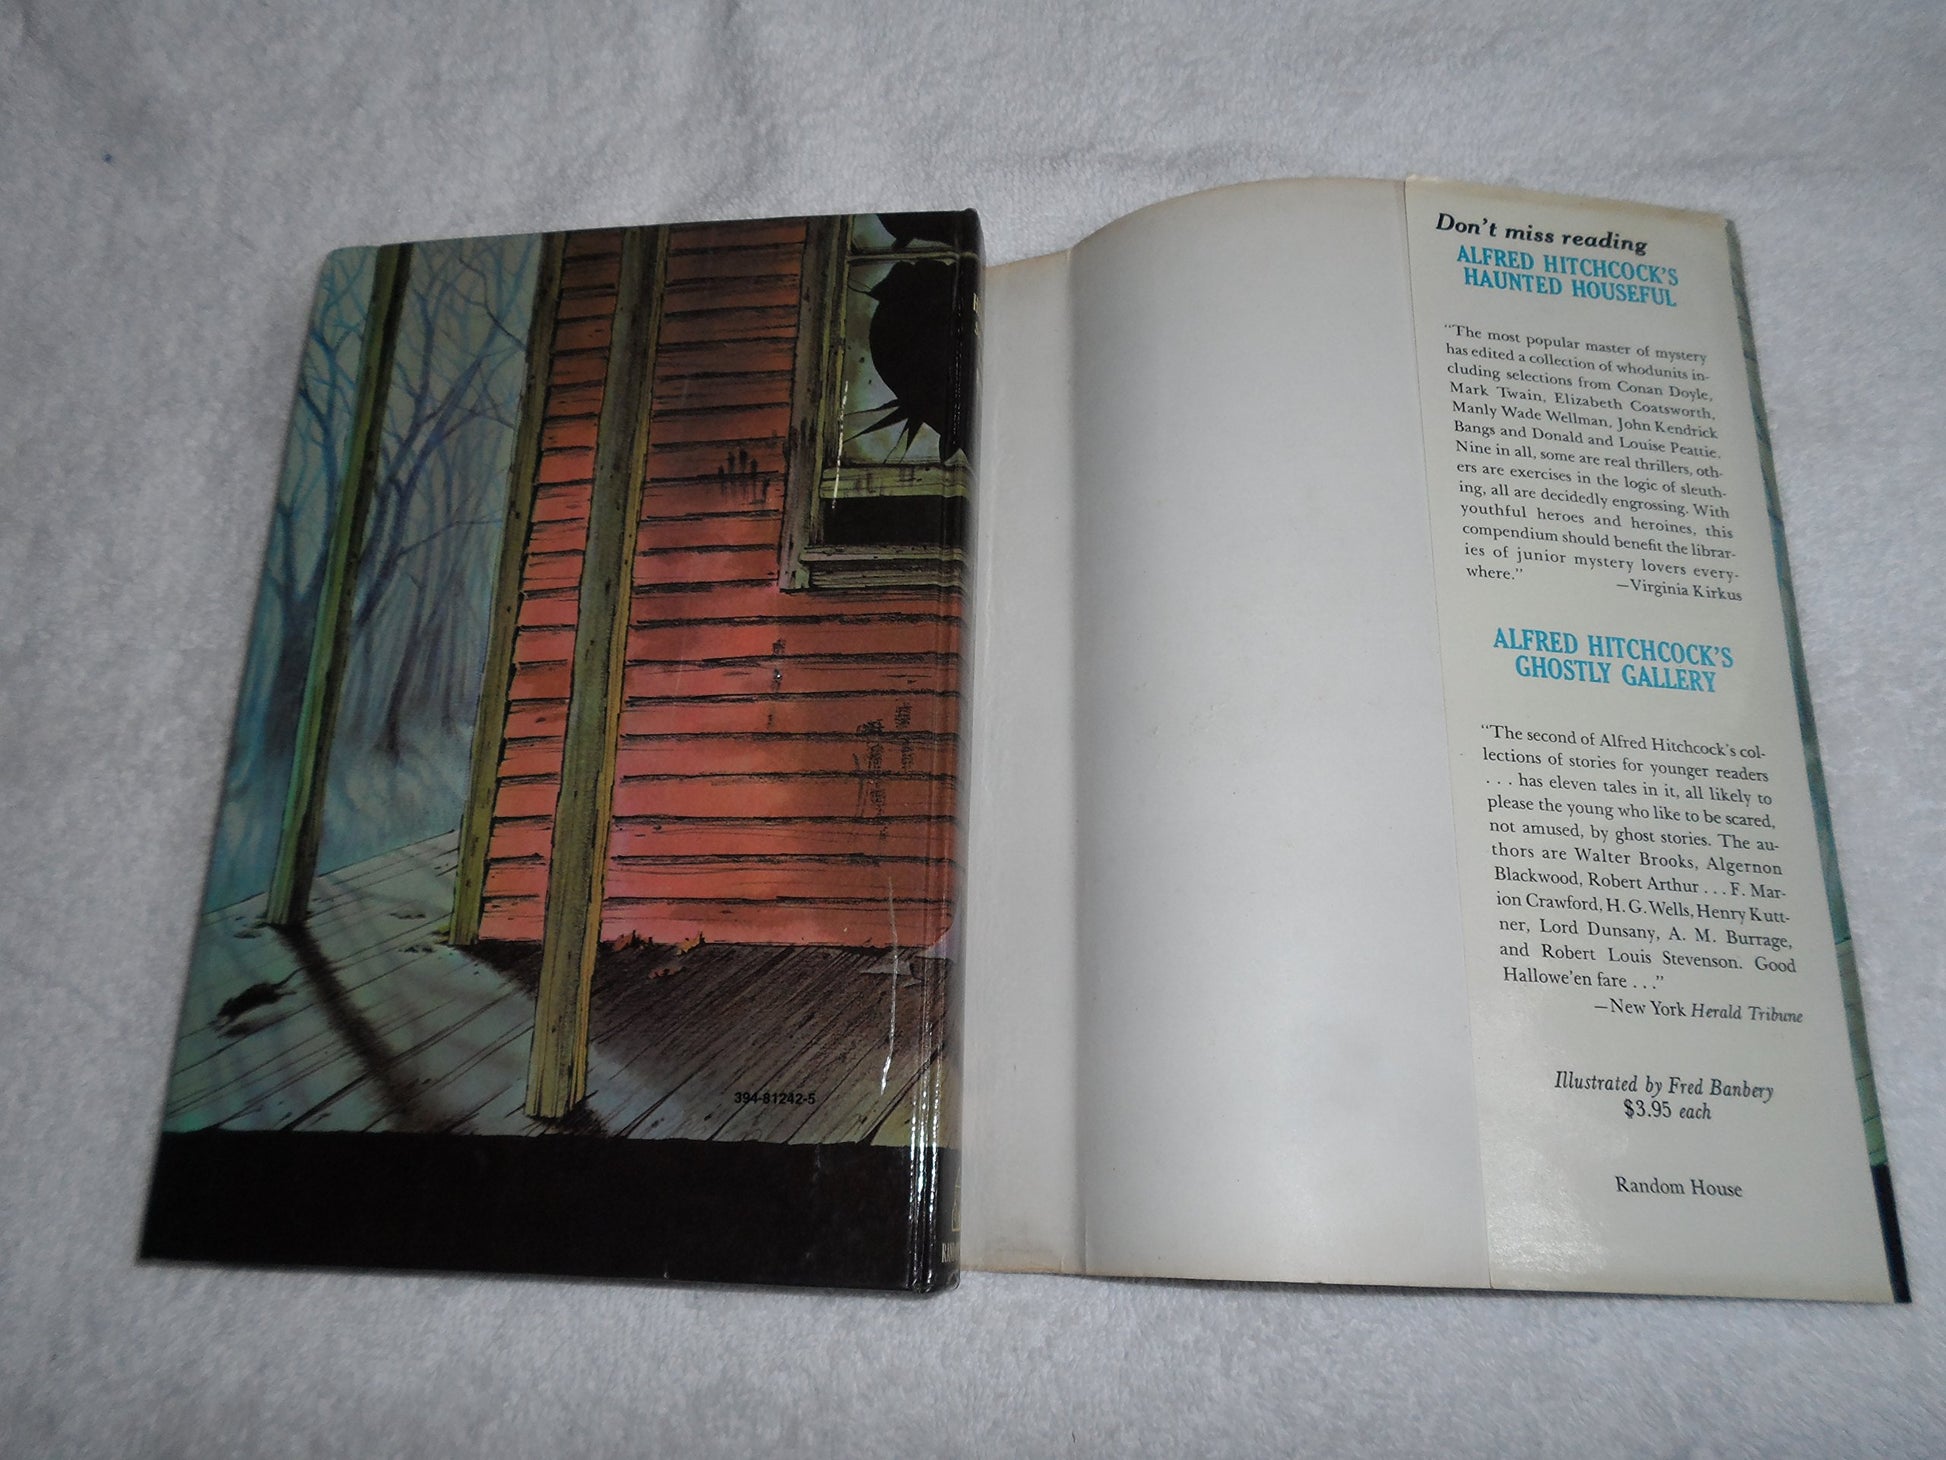 394-81242-5
Don't miss reading
ALFRED HITCHCOCK'S
HAUNTED HOUSEFUL
"The most popular master of mystery
has edited a collection of whodunits in-
cluding selections from Conan Doyle,
Mark Twain, Elizabeth Coatsworth,
Manly Wade Wellman, John Kendrick
Bangs and Donald and Louise Peattie.
Nine in all, some are real thrillers, oth-
ers are exercises in the logic of sleuth-
ing, all are decidedly engrossing. With
youthful heroes and heroines, this
compendium should benefit the librar-
ies of junior mystery lovers every-
where."
—Virginia Kirkus
ALFRED HITCHCOCK'S
GHOSTLY GALLERY
"The second of Alfred Hitchcock's col-
lections of stories for younger readers
. . . has eleven tales in it, all likely to
please the young who like to be scared,
not amused, by ghost stories. The au-
thors are Walter Brooks, Algernon
Blackwood, Robert Arthur . . . F. Mar-
ion Crawford, H. G. Wells, Henry Kutt-
ner, Lord Dunsany, A. M. Burrage,
and Robert Louis Stevenson. Good
Hallowe'en fare . . ."
—New York Herald Tribune
Illustrated by Fred Banbery
$3.95 each
Random House